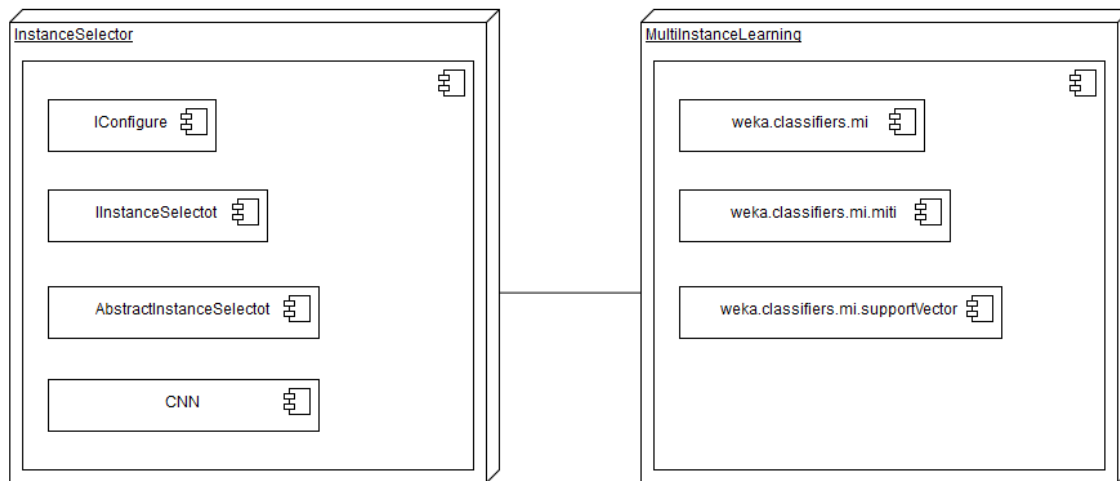 InstanceSelector
IConfigure
IInstanceSelectot
AbstractInstanceSelectot
CNN
MultiInstanceLearning
weka.classifiers.mi
weka.classifiers.mi.miti
weka.classifiers.mi.supportVector